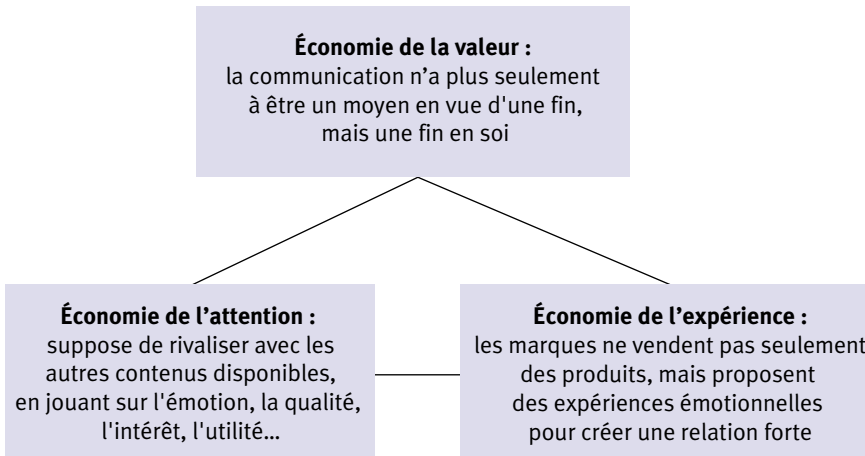 Économie de la valeur :
la communication n’a plus seulement
à être un moyen en vue d'une fin,
mais une fin en soi
Économie de l’attention :
suppose de rivaliser avec les
autres contenus disponibles,
en jouant sur l'émotion, la qualité,
l'intérêt, l'utilité...
Économie de l’expérience :
les marques ne vendent pas seulement
des produits, mais proposent
des expériences émotionnelles
pour créer une relation forte